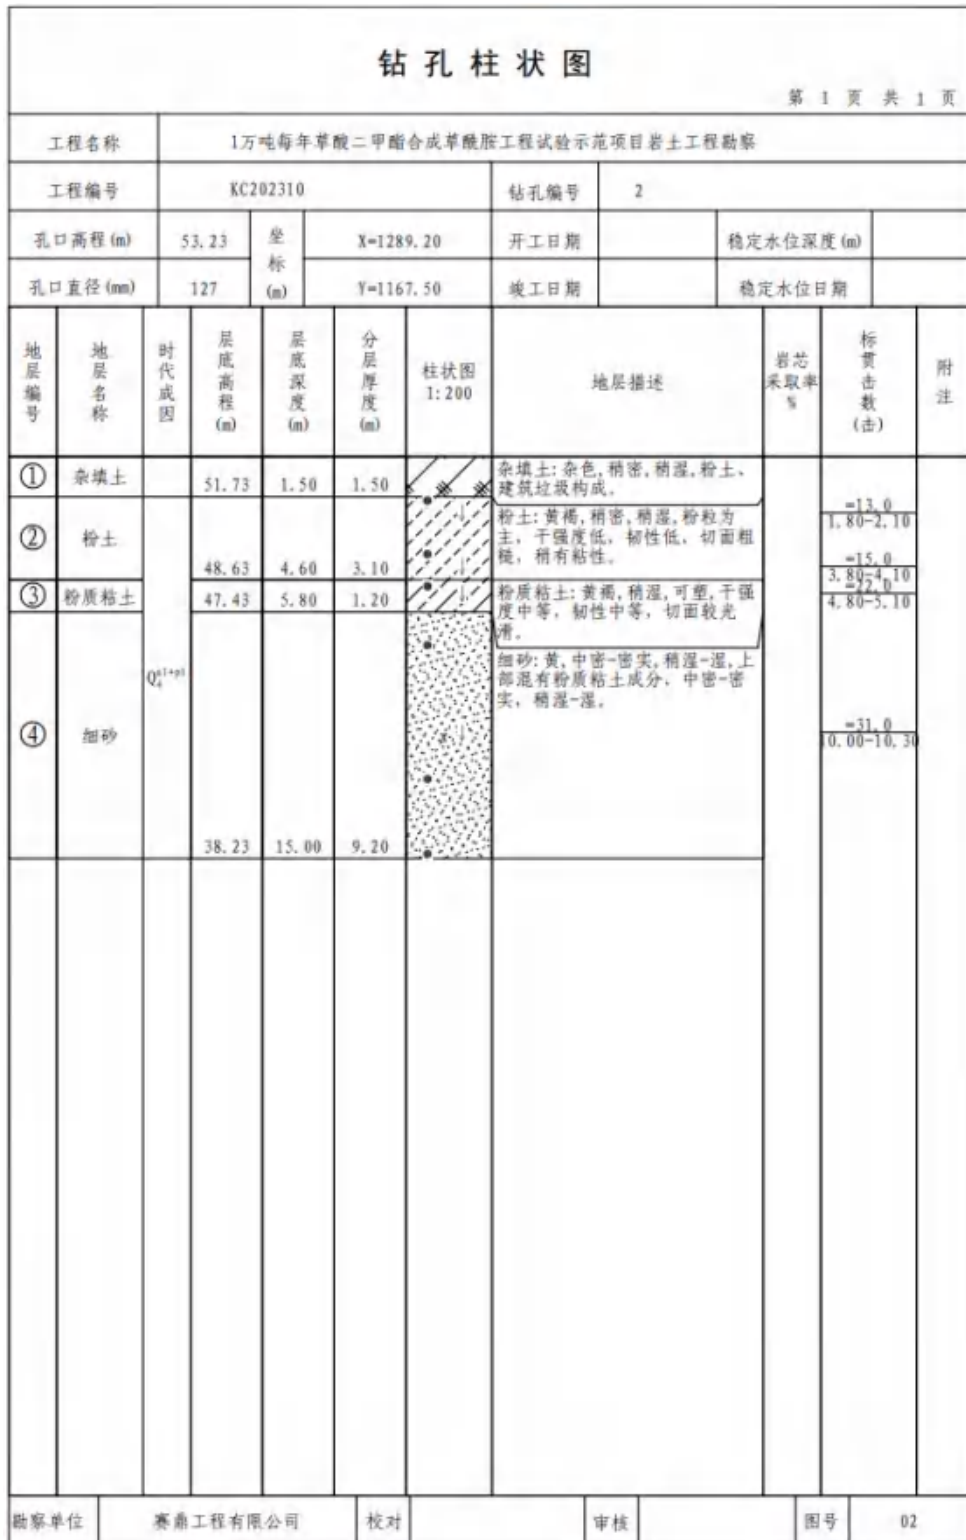 钻孔柱状图
第 1 页 共 1 页
工程名称 1万吨每年草酸二甲酯合成草酰胺工程试验示范项目岩土工程勘察
工程编号 KC202310 钻孔编号 2
孔口高程(m) 53.23 坐标(m) X=1289.20 开工日期 稳定水位深度(m)
孔口直径(mm) 127 Y=1167.50 竣工日期 稳定水位日期
地层编号 地层名称 时代成因 层底高程(m) 层底深度(m) 分层厚度(m) 柱状图 1:200 地层描述 岩芯采取率% 标贯击数(击) 附注
① 杂填土 51.73 1.50 1.50
杂填土:杂色,稍密,稍湿,粉土、
建筑垃圾构成。
② 粉土 48.63 4.60 3.10
粉土:黄褐,稍密,稍湿,粉粒为
主,干强度低,韧性低、切面粗
糙,稍有粘性。
=13.0
1.80-2.10
=15.0
3.80-4.10
③ 粉质粘土 47.43 5.80 1.20
粉质粘土:黄褐,稍湿,可塑,干强
度中等,韧性中等,切面较光
滑。
=22.0
4.80-5.10
Q4al+pl
④ 细砂 38.23 15.00 9.20
细砂:黄,中密-密实,稍湿-湿,上
部混有粉质粘土成分、中密-密
实,稍湿-湿。
=31.0
10.00-10.30
勘察单位 赛鼎工程有限公司 校对 审核 图号 02